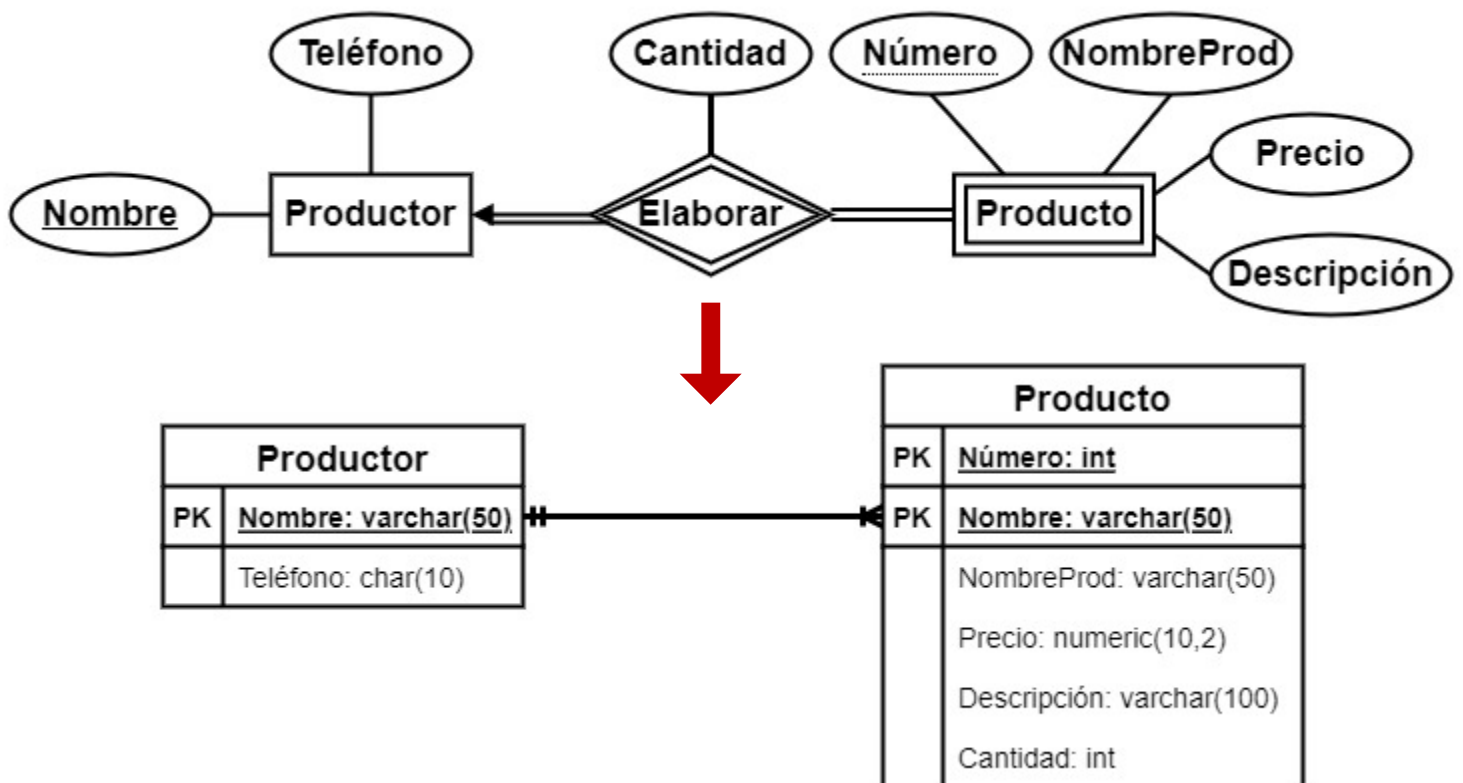 Teléfono
Cantidad
Número
NombreProd
Precio
Nombre
Productor
Elaborar
Producto
Descripción
Productor
PK
Nombre: varchar(50)
Teléfono: char(10)
Producto
PK
Número: int
PK
Nombre: varchar(50)
NombreProd: varchar(50)
Precio: numeric(10,2)
Descripción: varchar(100)
Cantidad: int